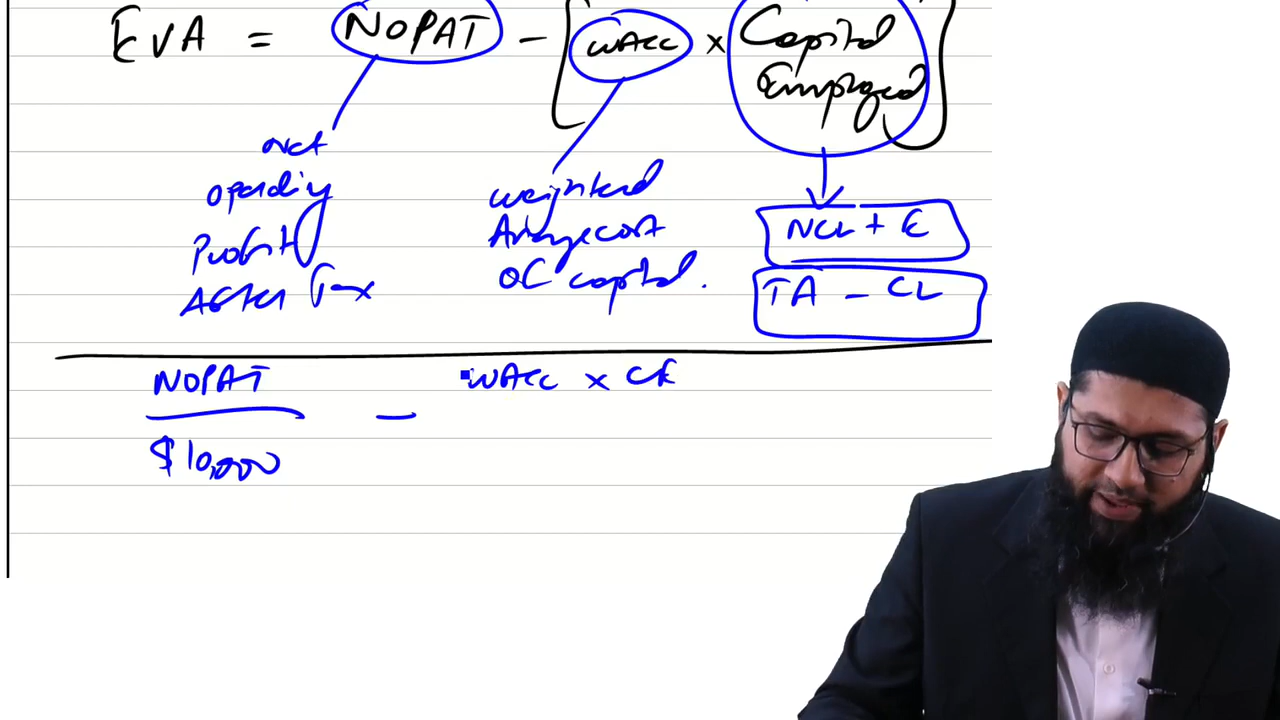 EVA = NOPAT - [WACC × Capital Employed]
Net Operating Profit After Tax
Weighted Average cost of capital.
NCL + E
TA - CL
NOPAT - WACC × CE
$10,000